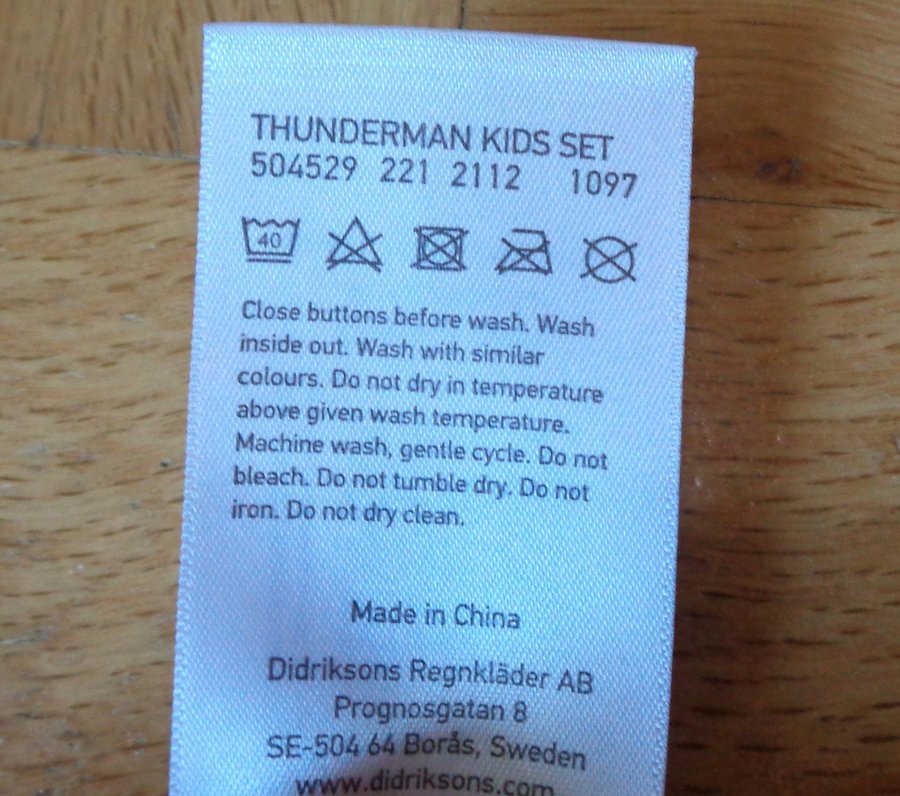 THUNDERMAN KIDS SET
504529 221 2112 1097
40
Close buttons before wash. Wash
inside out. Wash with similar
colours. Do not dry in temperature
above given wash temperature.
Machine wash, gentle cycle. Do not
bleach. Do not tumble dry. Do not
iron. Do not dry clean.
Made in China
Didriksons Regnkläder AB
Prognosgatan 8
SE-504 64 Borås, Sweden
www.didriksons.com